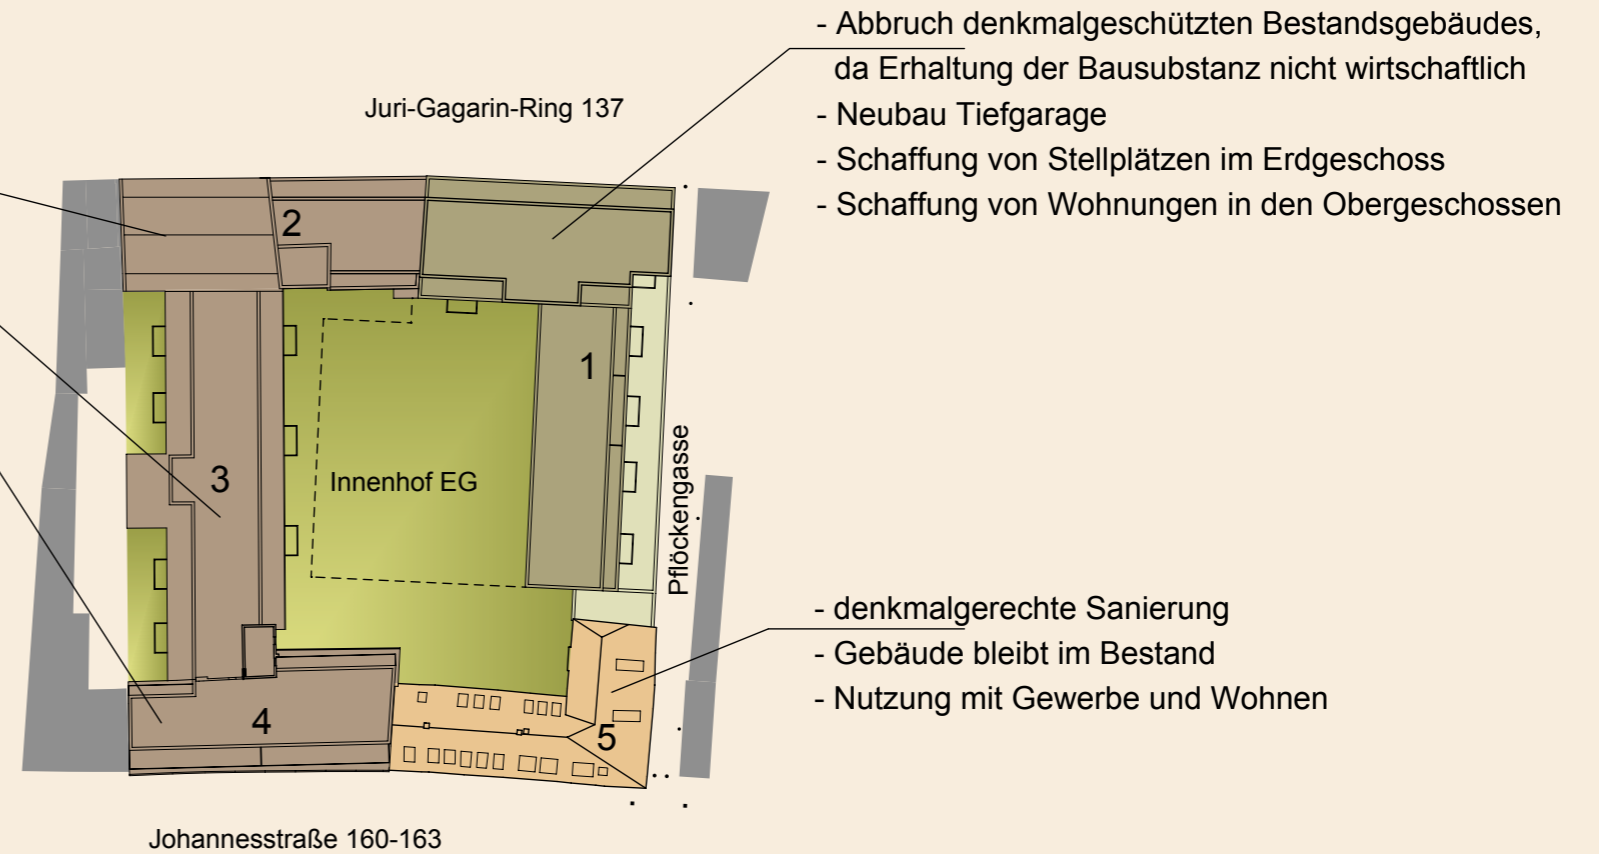 - Abbruch denkmalgeschützten Bestandsgebäudes,
da Erhaltung der Bausubstanz nicht wirtschaftlich
- Neubau Tiefgarage
- Schaffung von Stellplätzen im Erdgeschoss
- Schaffung von Wohnungen in den Obergeschossen
Juri-Gagarin-Ring 137
2
1
3
Innenhof EG
Pflöckengasse
- denkmalgerechte Sanierung
- Gebäude bleibt im Bestand
- Nutzung mit Gewerbe und Wohnen
4
5
Johannesstraße 160-163